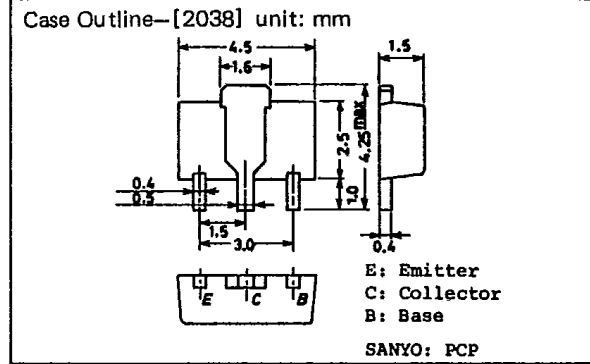 Case Outline–[2038] unit: mm
4.5
1.6
1.5
2.5
4.25max
1.0
0.4
0.5
1.5
3.0
0.4
E C B
E: Emitter
C: Collector
B: Base
SANYO: PCP